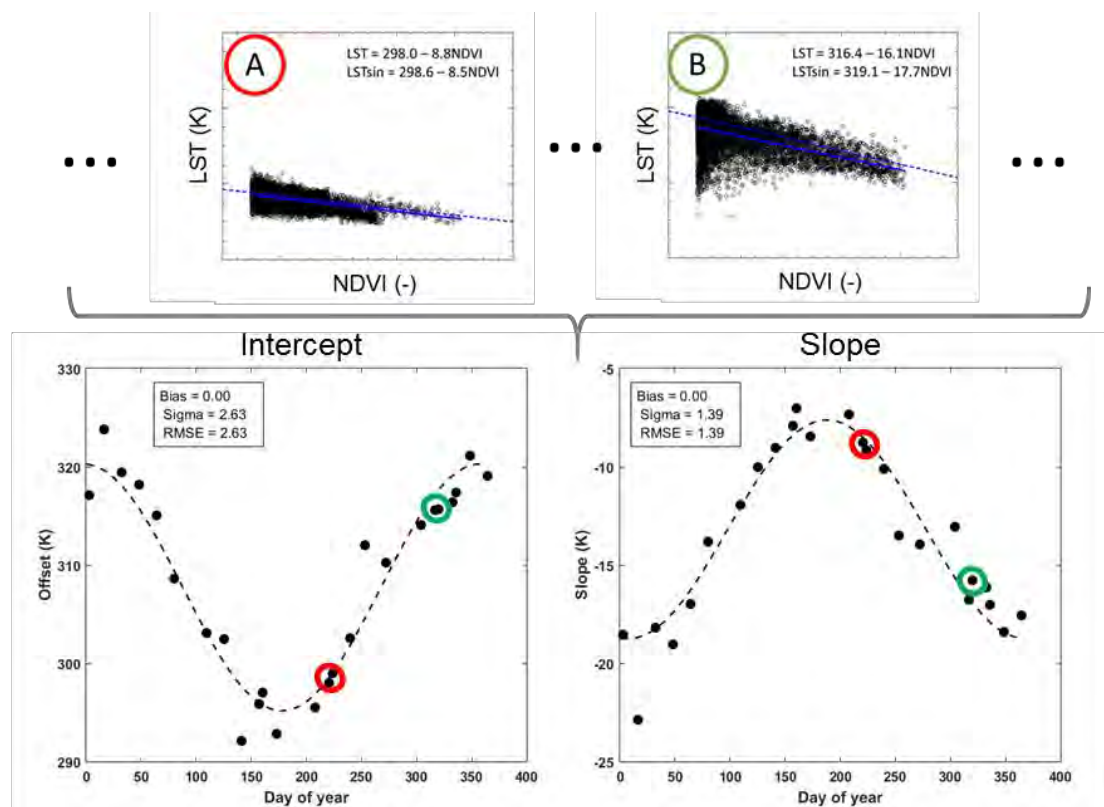 A
LST = 298.0 – 8.8NDVI
LSTsin = 298.6 – 8.5NDVI
LST (K)
NDVI (-)
B
LST = 316.4 – 16.1NDVI
LSTsin = 319.1 – 17.7NDVI
LST (K)
NDVI (-)
...
...
...
Intercept
Bias = 0.00
Sigma = 2.63
RMSE = 2.63
Offset (K)
330
320
310
300
290
0 50 100 150 200 250 300 350 400
Day of year
Slope
Bias = 0.00
Sigma = 1.39
RMSE = 1.39
Slope (K)
-5
-10
-15
-20
-25
0 50 100 150 200 250 300 350 400
Day of year